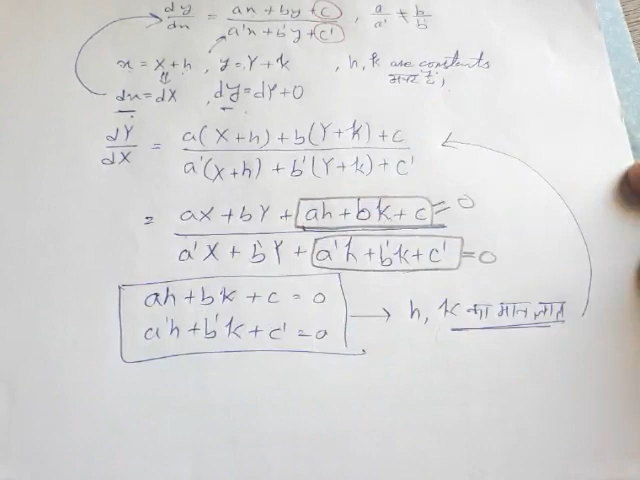 dy/dx = (ax + by + c)/(a'x + b'y + c') , a/a' ≠ b/b'
x = X + h , y = Y + k , h, k are constants
dx = dX , dy = dY + 0
dY/dX = (a(X+h) + b(Y+k) + c)/(a'(X+h) + b'(Y+k) + c')
= (aX + bY + ah + bk + c = 0)/(a'X + b'Y + a'h + b'k + c' = 0)
ah + bk + c = 0
a'h + b'k + c' = 0 → h, k का मान